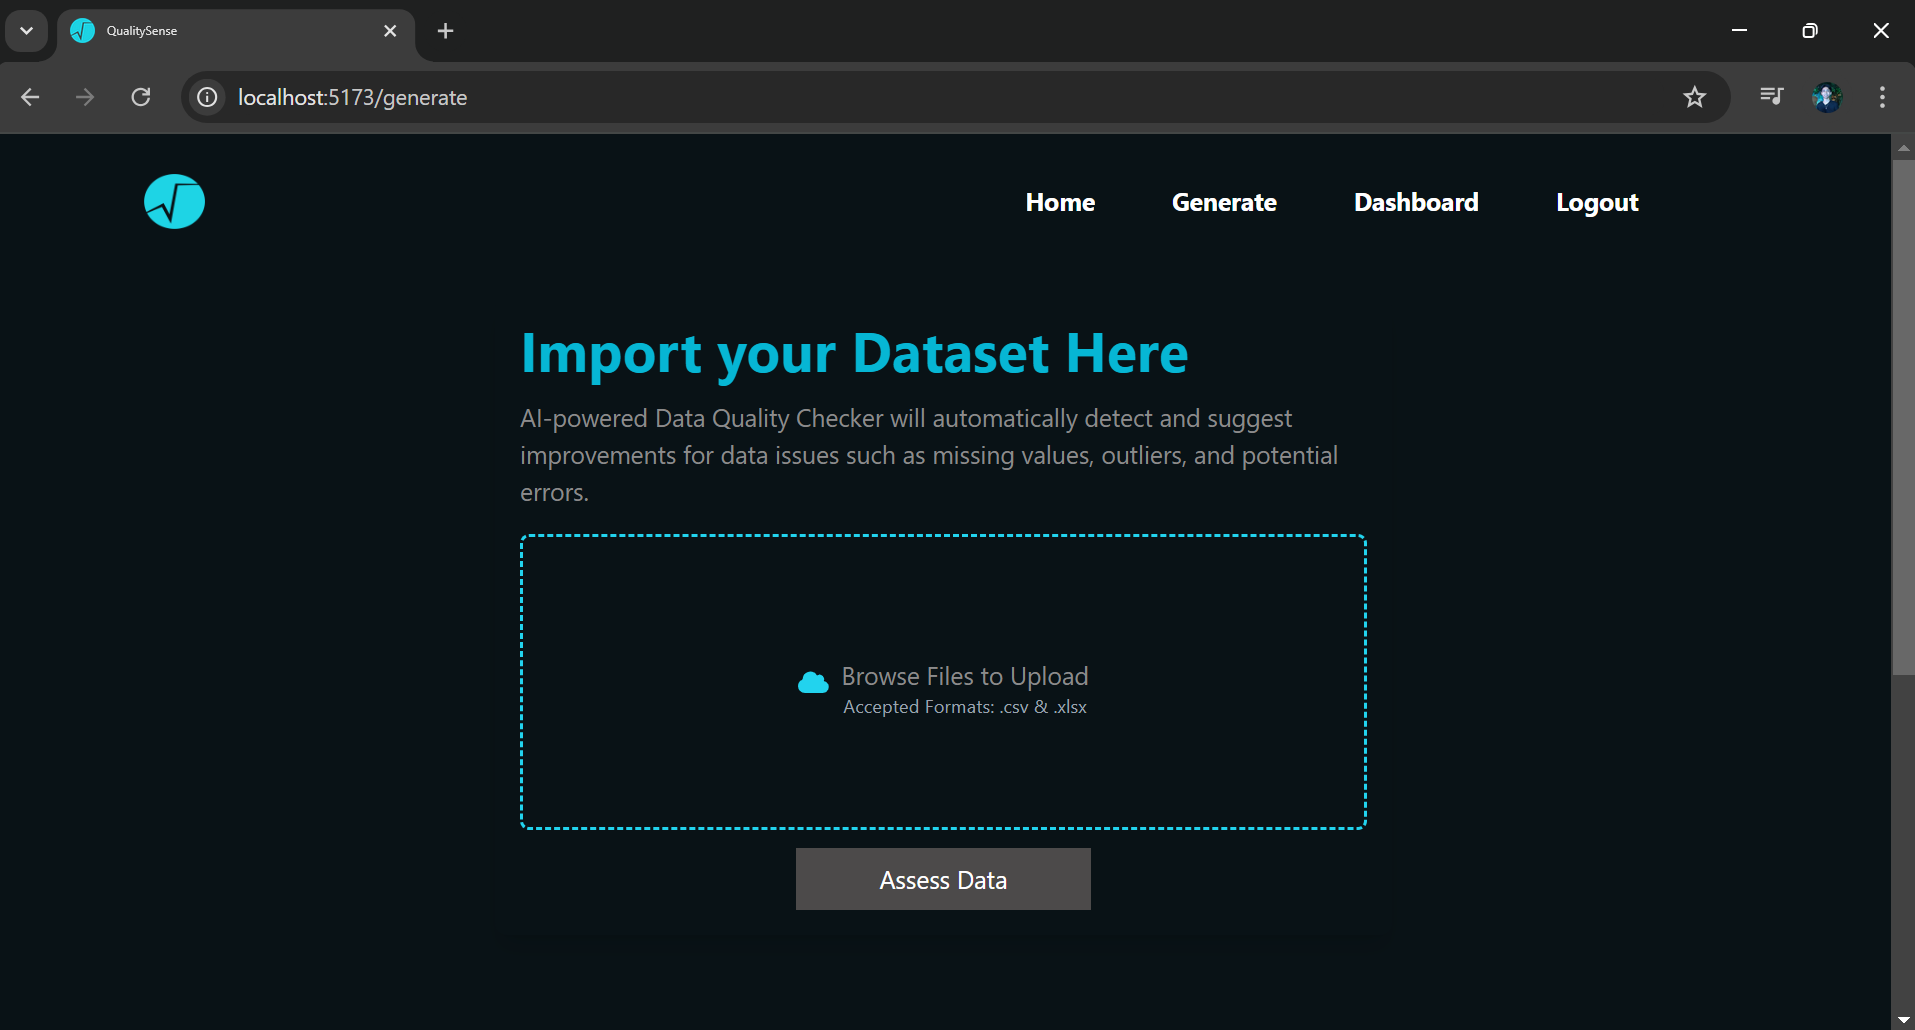 QualitySense
localhost:5173/generate
Home Generate Dashboard Logout
Import your Dataset Here
AI-powered Data Quality Checker will automatically detect and suggest
improvements for data issues such as missing values, outliers, and potential
errors.
Browse Files to Upload
Accepted Formats: .csv & .xlsx
Assess Data